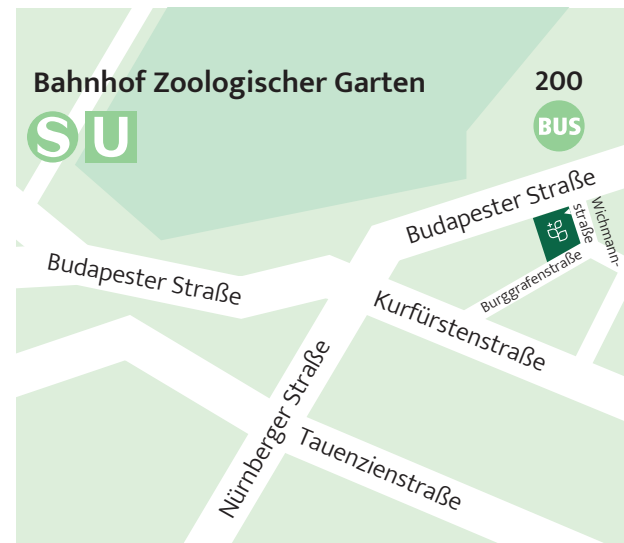 Bahnhof Zoologischer Garten
200
S U
BUS
Budapester Straße
Wichmann-
straße
Burggrafenstraße
Budapester Straße
Kurfürstenstraße
Nürnberger Straße
Tauenzienstraße